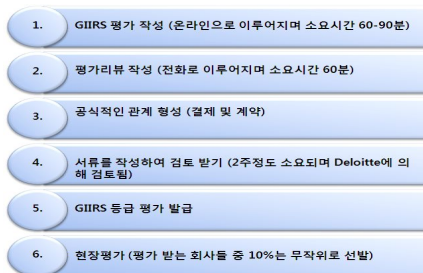 1. GIIRS 평가 작성 (온라인으로 이루어지며 소요시간 60-90분)
2. 평가리뷰 작성 (전화로 이루어지며 소요시간 60분)
3. 공식적인 관계 형성 (결제 및 계약)
4. 서류를 작성하여 검토 받기 (2주정도 소요되며 Deloitte에 의
해 검토됨)
5. GIIRS 등급 평가 발급
6. 현장평가 (평가 받는 회사들 중 10%는 무작위로 선발)